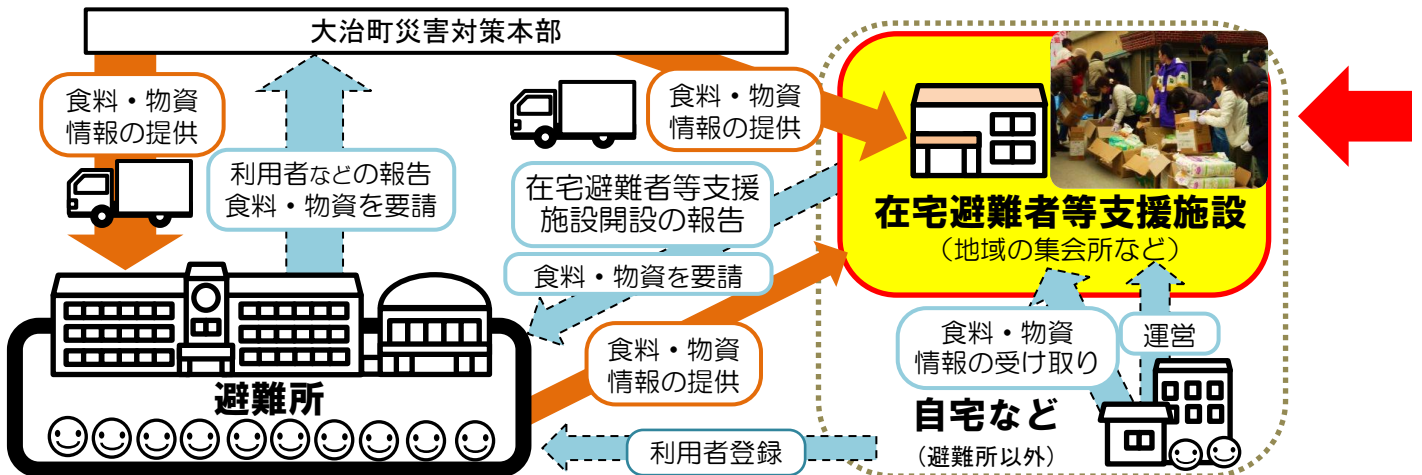 大治町災害対策本部
食料・物資
情報の提供
利用者などの報告
食料・物資を要請
食料・物資
情報の提供
在宅避難者等支援
施設開設の報告
食料・物資を要請
在宅避難者等支援施設
（地域の集会所など）
食料・物資
情報の提供
食料・物資
情報の受け取り
運営
避難所
自宅など
（避難所以外）
利用者登録